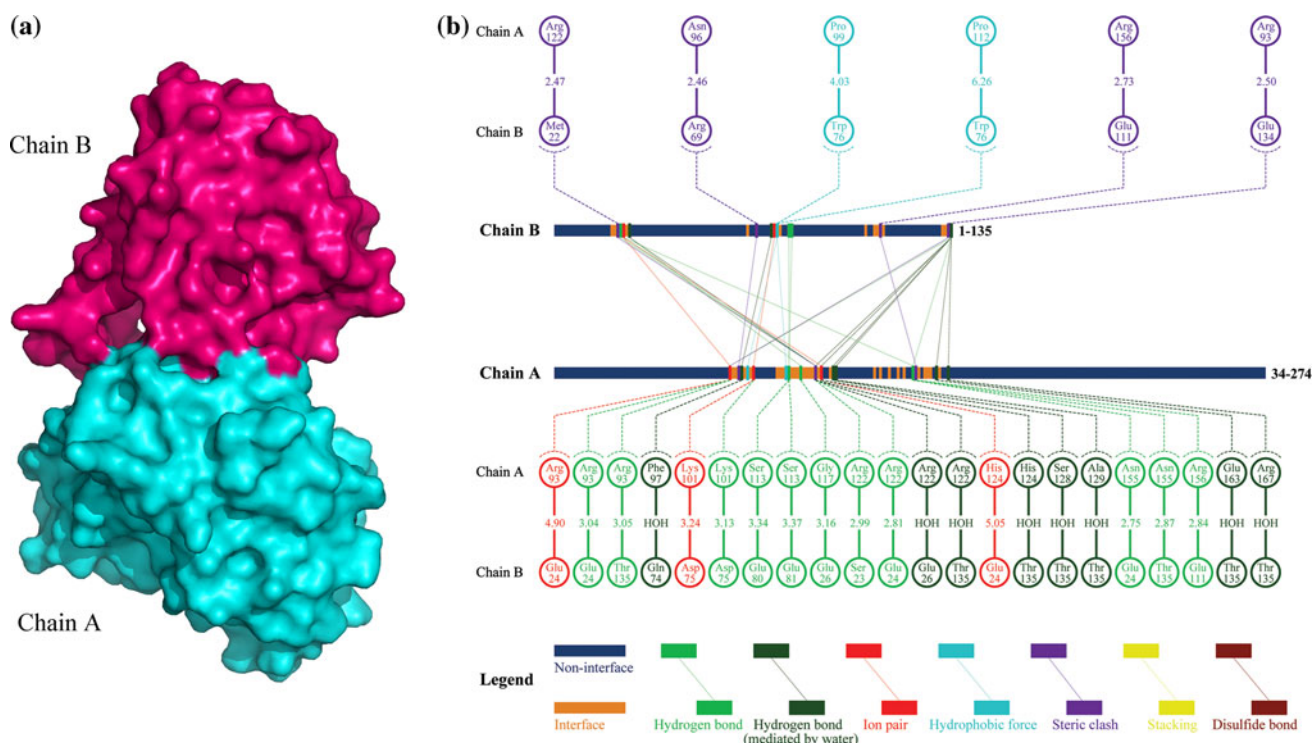 (a)
Chain B
Chain A
(b)
Chain A
Arg 122
Asn 96
Pro 99
Pro 112
Arg 156
Arg 93
2.47
2.46
4.03
6.26
2.73
2.50
Chain B
Met 22
Arg 69
Trp 76
Trp 76
Glu 111
Glu 134
Chain B
1-135
Chain A
34-274
Chain A
Arg 93
Arg 93
Arg 93
Phe 97
Lys 101
Lys 101
Ser 113
Ser 113
Gly 117
Arg 122
Arg 122
Arg 122
Arg 122
His 124
His 124
Ser 128
Ala 129
Asn 155
Asn 155
Arg 156
Glu 163
Arg 167
4.90
3.04
3.05
HOH
3.24
3.13
3.34
3.37
3.16
2.99
2.81
HOH
HOH
5.05
HOH
HOH
HOH
2.75
2.87
2.84
HOH
HOH
Chain B
Glu 24
Glu 24
Thr 135
Gln 74
Asp 75
Asp 75
Glu 80
Glu 81
Glu 26
Ser 23
Glu 24
Glu 26
Thr 135
Glu 24
Thr 135
Thr 135
Thr 135
Glu 24
Thr 135
Glu 111
Thr 135
Thr 135
Legend
Non-interface
Interface
Hydrogen bond
Hydrogen bond
(mediated by water)
Ion pair
Hydrophobic force
Steric clash
Stacking
Disulfide bond